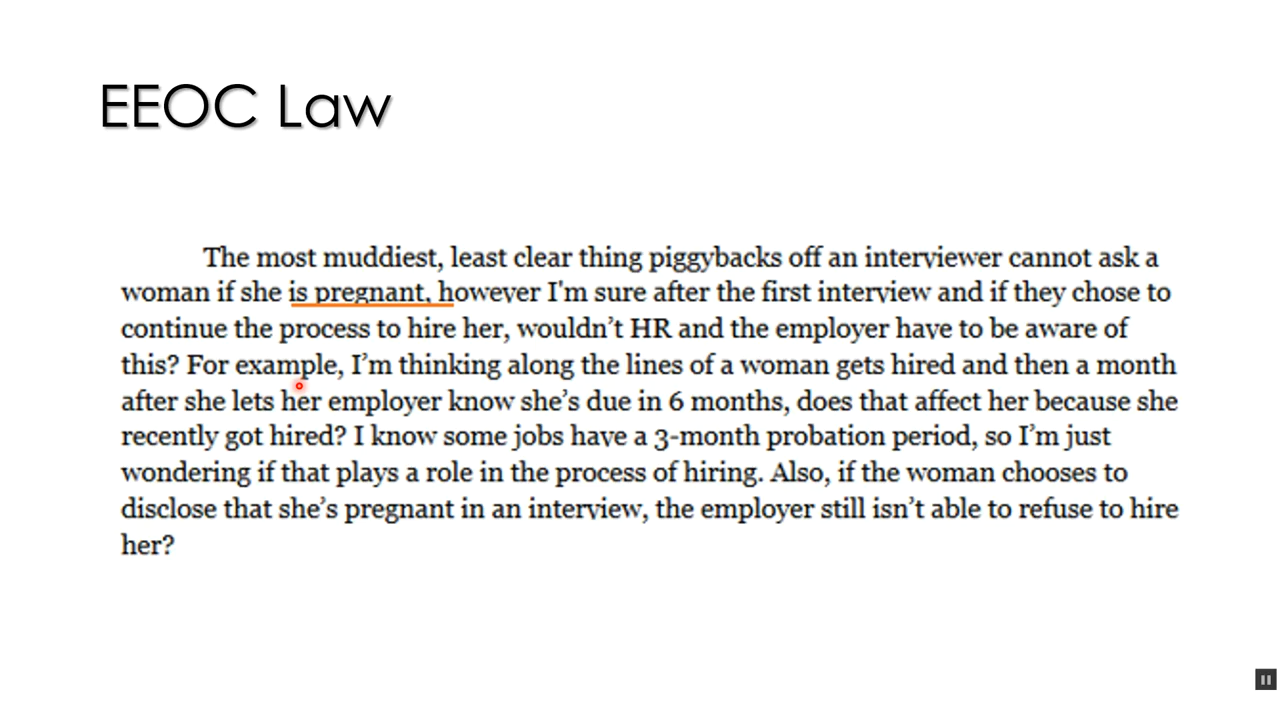 EEOC Law
The most muddiest, least clear thing piggybacks off an interviewer cannot ask a
woman if she is pregnant, however I'm sure after the first interview and if they chose to
continue the process to hire her, wouldn’t HR and the employer have to be aware of
this? For example, I’m thinking along the lines of a woman gets hired and then a month
after she lets her employer know she’s due in 6 months, does that affect her because she
recently got hired? I know some jobs have a 3-month probation period, so I’m just
wondering if that plays a role in the process of hiring. Also, if the woman chooses to
disclose that she’s pregnant in an interview, the employer still isn’t able to refuse to hire
her?